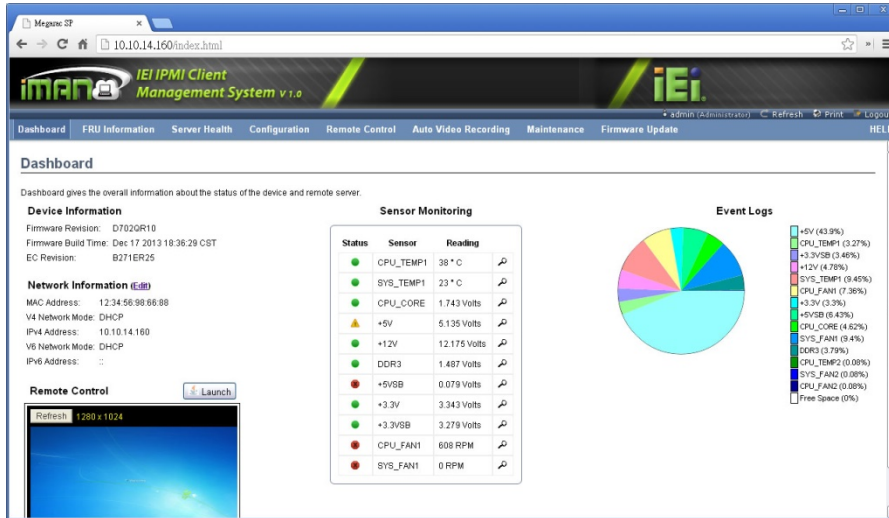 Megarac SP
10.10.14.160/index.html
iMAN
IEI IPMI Client
Management System v 1.0
iEi
admin (Administrator) Refresh Print Logou
Dashboard FRU Information Server Health Configuration Remote Control Auto Video Recording Maintenance Firmware Update HEL
Dashboard
Dashboard gives the overall information about the status of the device and remote server.
Device Information
Firmware Revision: D702QR10
Firmware Build Time: Dec 17 2013 18:36:29 CST
EC Revision: B271ER25
Network Information (Edit)
MAC Address: 12:34:56:98:66:88
V4 Network Mode: DHCP
IPv4 Address: 10.10.14.160
V6 Network Mode: DHCP
IPv6 Address: ::
Remote Control Launch
Refresh 1280 x 1024
Sensor Monitoring
Status Sensor Reading
CPU_TEMP1 38 ° C
SYS_TEMP1 23 ° C
CPU_CORE 1.743 Volts
+5V 5.135 Volts
+12V 12.175 Volts
DDR3 1.487 Volts
+5VSB 0.079 Volts
+3.3V 3.343 Volts
+3.3VSB 3.279 Volts
CPU_FAN1 608 RPM
SYS_FAN1 0 RPM
Event Logs
+5V (43.9%)
CPU_TEMP1 (3.27%)
+3.3VSB (3.46%)
+12V (4.78%)
SYS_TEMP1 (9.45%)
CPU_FAN1 (7.36%)
+3.3V (3.3%)
+5VSB (6.43%)
CPU_CORE (4.62%)
SYS_FAN1 (9.4%)
DDR3 (3.79%)
CPU_TEMP2 (0.08%)
SYS_FAN2 (0.08%)
CPU_FAN2 (0.08%)
Free Space (0%)